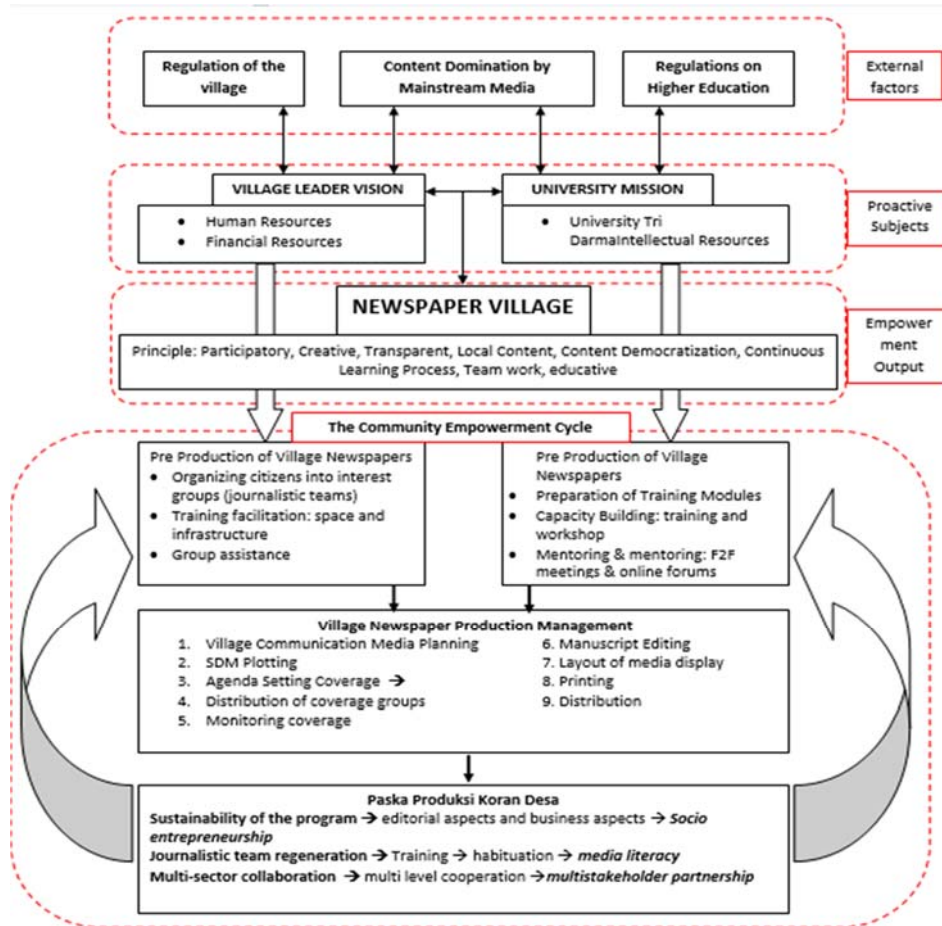 Regulation of the
village
Content Domination by
Mainstream Media
Regulations on
Higher Education
External
factors
VILLAGE LEADER VISION
• Human Resources
• Financial Resources
UNIVERSITY MISSION
• University Tri
DarmaIntellectual Resources
Proactive
Subjects
NEWSPAPER VILLAGE
Principle: Participatory, Creative, Transparent, Local Content, Content Democratization, Continuous
Learning Process, Team work, educative
Empower
ment
Output
The Community Empowerment Cycle
Pre Production of Village Newspapers
• Organizing citizens into interest
groups (journalistic teams)
• Training facilitation: space and
infrastructure
• Group assistance
Pre Production of Village
Newspapers
• Preparation of Training Modules
• Capacity Building: training and
workshop
• Mentoring & mentoring: F2F
meetings & online forums
Village Newspaper Production Management
1. Village Communication Media Planning
2. SDM Plotting
3. Agenda Setting Coverage →
4. Distribution of coverage groups
5. Monitoring coverage
6. Manuscript Editing
7. Layout of media display
8. Printing
9. Distribution
Paska Produksi Koran Desa
Sustainability of the program → editorial aspects and business aspects → Socio
entrepreneurship
Journalistic team regeneration → Training → habituation → media literacy
Multi-sector collaboration → multi level cooperation → multistakeholder partnership